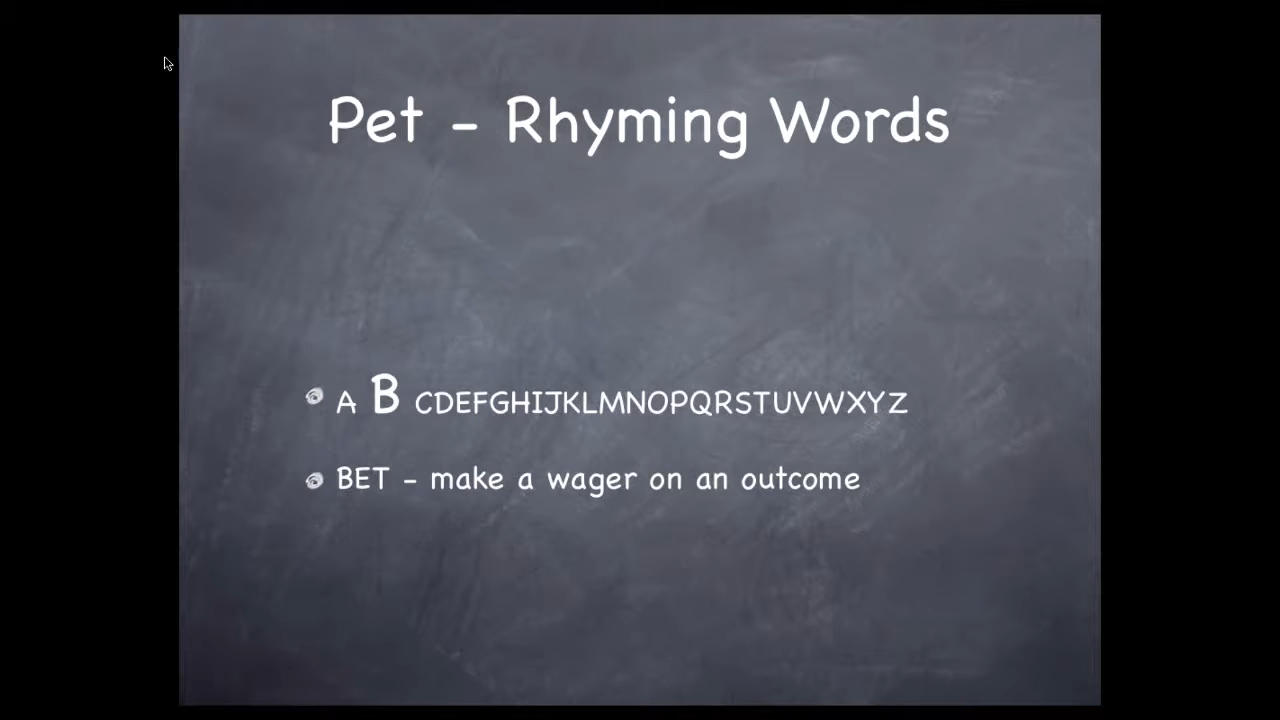 Pet - Rhyming Words
A B CDEFGHIJKLMNOPQRSTUVWXYZ
BET - make a wager on an outcome